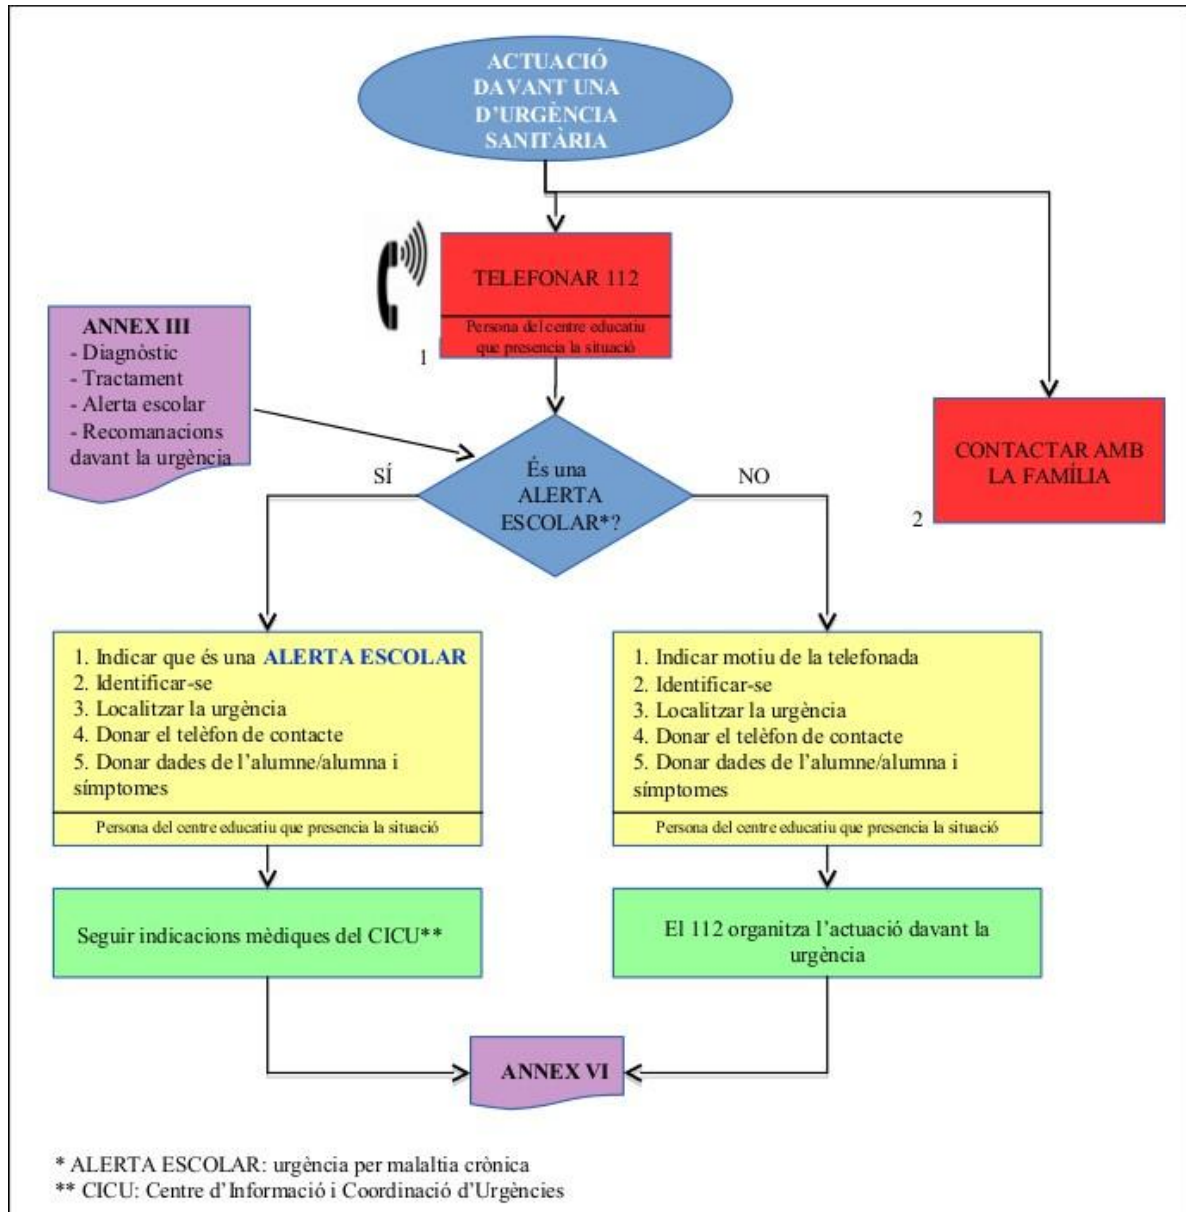 ACTUACIÓ
DAVANT UNA
D'URGÈNCIA
SANITÀRIA
TELEFONAR 112
Persona del centre educatiu
que presencia la situació
1
ANNEX III
- Diagnòstic
- Tractament
- Alerta escolar
- Recomanacions
davant la urgència
CONTACTAR AMB
LA FAMÍLIA
2
És una
ALERTA
ESCOLAR*?
SÍ
NO
1. Indicar que és una ALERTA ESCOLAR
2. Identificar-se
3. Localitzar la urgència
4. Donar el telèfon de contacte
5. Donar dades de l'alumne/alumna i
símptomes
Persona del centre educatiu que presencia la situació
1. Indicar motiu de la telefonada
2. Identificar-se
3. Localitzar la urgència
4. Donar el telèfon de contacte
5. Donar dades de l'alumne/alumna i
símptomes
Persona del centre educatiu que presencia la situació
Seguir indicacions mèdiques del CICU**
El 112 organitza l'actuació davant la
urgència
ANNEX VI
* ALERTA ESCOLAR: urgència per malaltia crònica
** CICU: Centre d'Informació i Coordinació d'Urgències